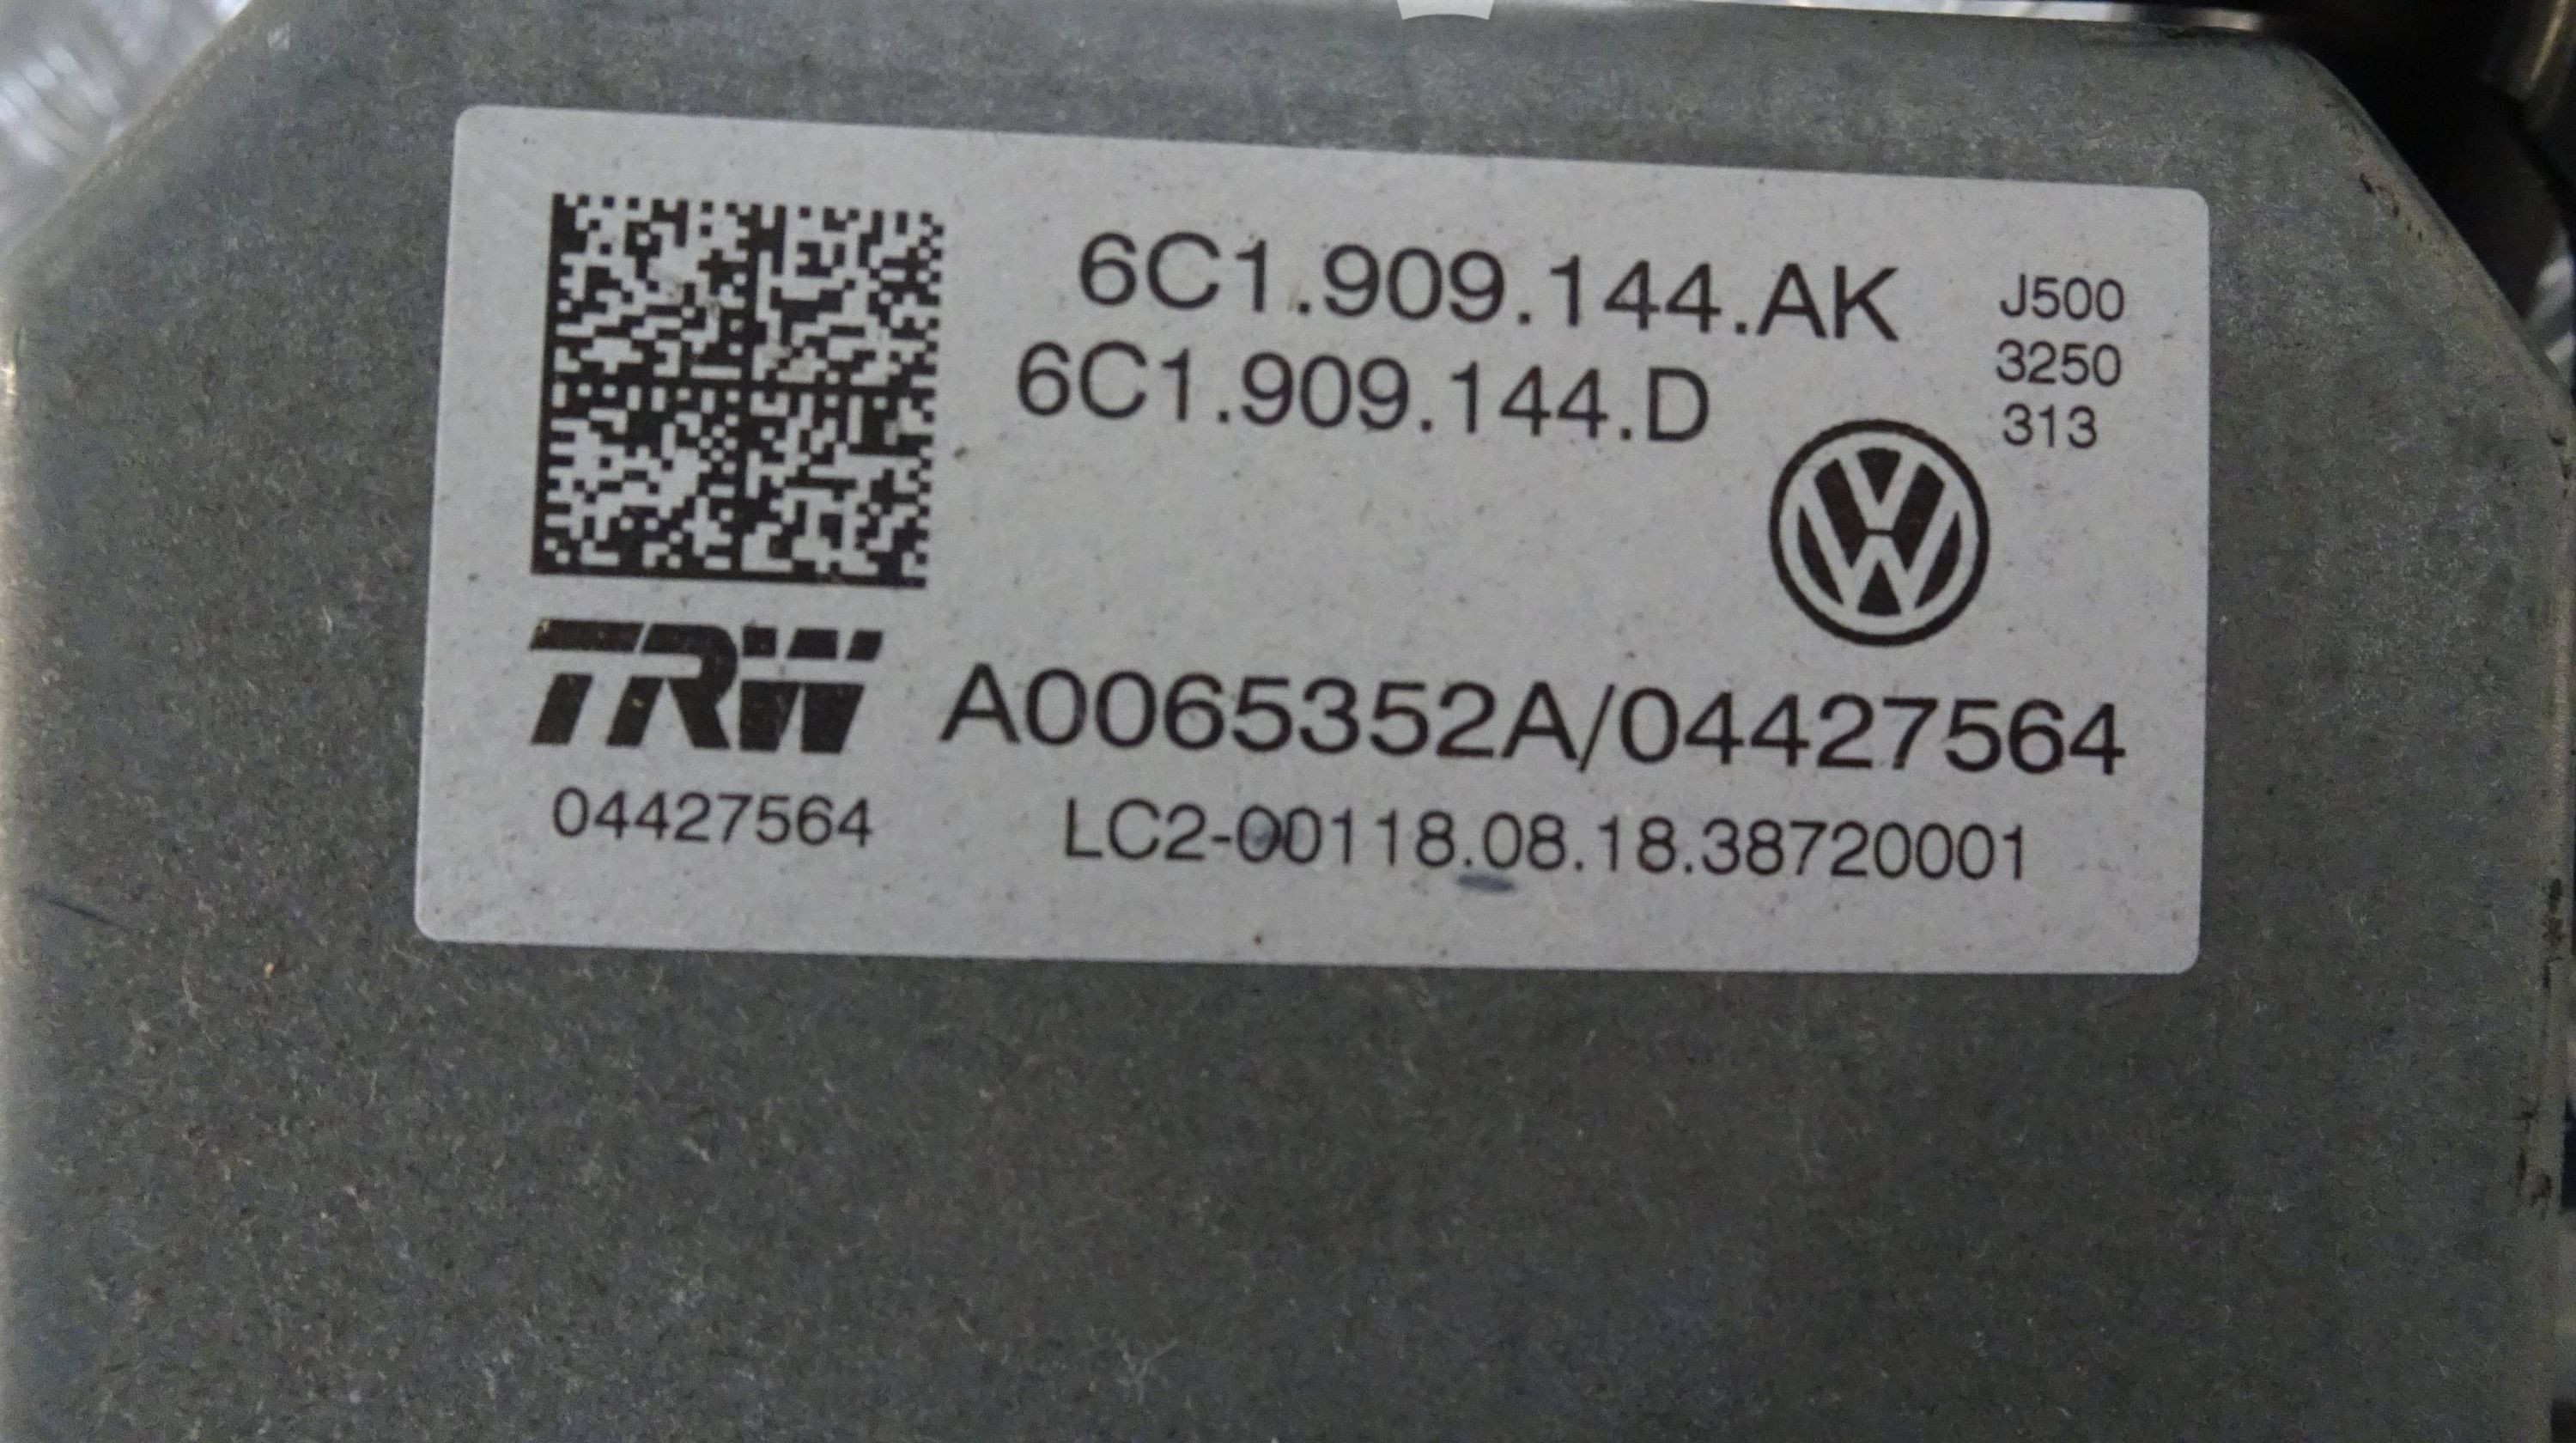 6C1.909.144.AK
6C1.909.144.D
J500
3250
313
TRW
A0065352A/04427564
04427564
LC2-00118.08.18.38720001